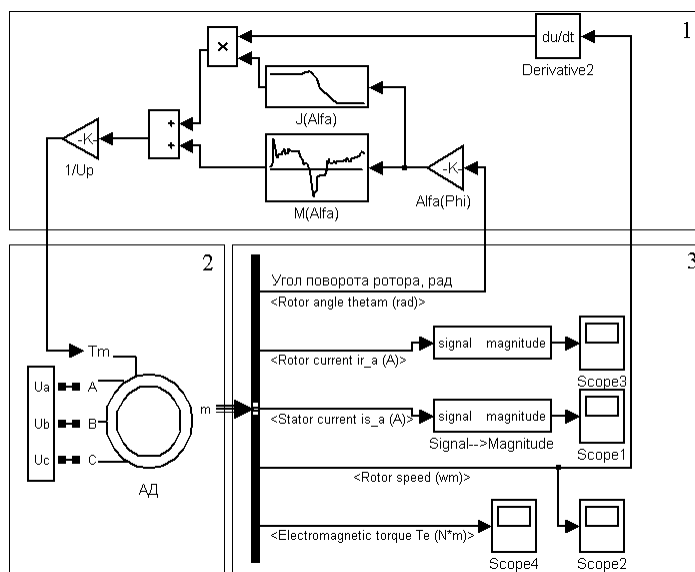 1
du/dt
Derivative2
×
J(Alfa)
+
+
-K-
1/Up
M(Alfa)
-K-
Alfa(Phi)
2
3
Угол поворота ротора, рад
<Rotor angle thetam (rad)>
Tm
signal magnitude
<Rotor current ir_a (A)>
Scope3
Ua
A
m
Ub
B
<Stator current is_a (A)>
signal magnitude
Signal-->Magnitude
Scope1
Uc
C
АД
<Rotor speed (wm)>
<Electromagnetic torque Te (N*m)>
Scope4
Scope2